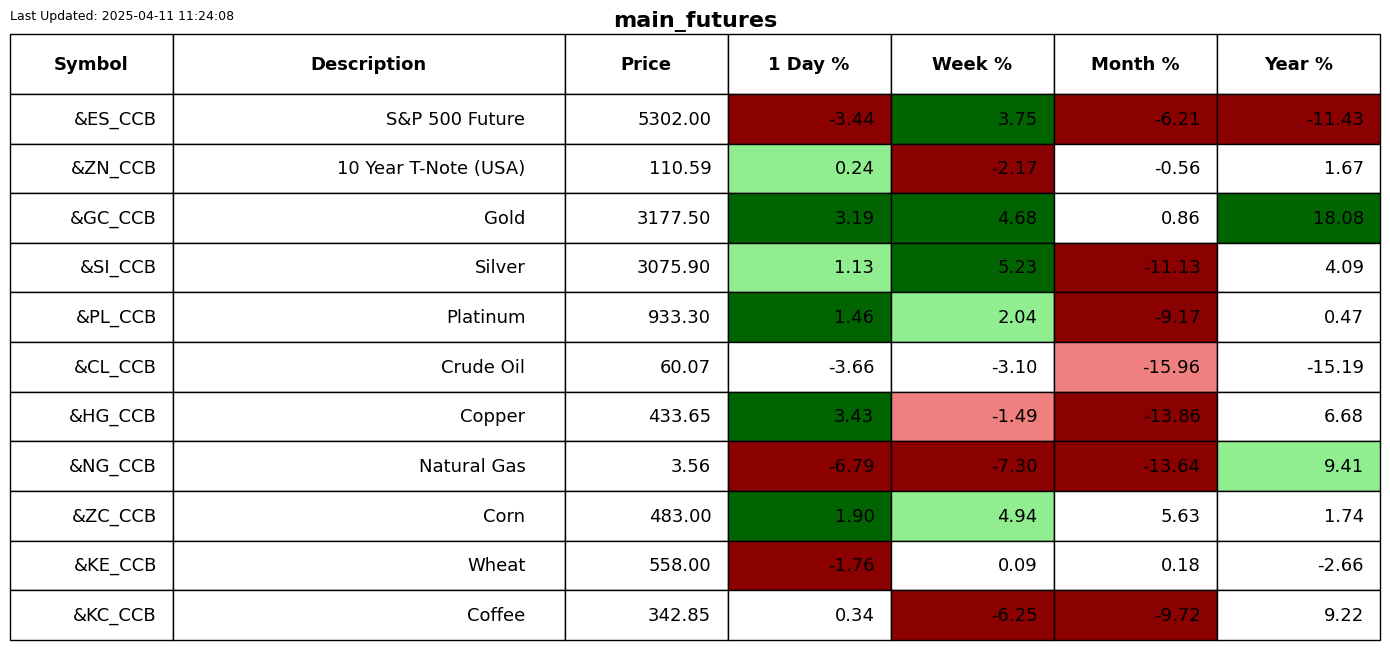 Last Updated: 2025-04-11 11:24:08
main_futures
Symbol Description Price 1 Day % Week % Month % Year %
&ES_CCB S&P 500 Future 5302.00 -3.44 3.75 -6.21 -11.43
&ZN_CCB 10 Year T-Note (USA) 110.59 0.24 -2.17 -0.56 1.67
&GC_CCB Gold 3177.50 3.19 4.68 0.86 18.08
&SI_CCB Silver 3075.90 1.13 5.23 -11.13 4.09
&PL_CCB Platinum 933.30 1.46 2.04 -9.17 0.47
&CL_CCB Crude Oil 60.07 -3.66 -3.10 -15.96 -15.19
&HG_CCB Copper 433.65 3.43 -1.49 -13.86 6.68
&NG_CCB Natural Gas 3.56 -6.79 -7.30 -13.64 9.41
&ZC_CCB Corn 483.00 1.90 4.94 5.63 1.74
&KE_CCB Wheat 558.00 -1.76 0.09 0.18 -2.66
&KC_CCB Coffee 342.85 0.34 -6.25 -9.72 9.22